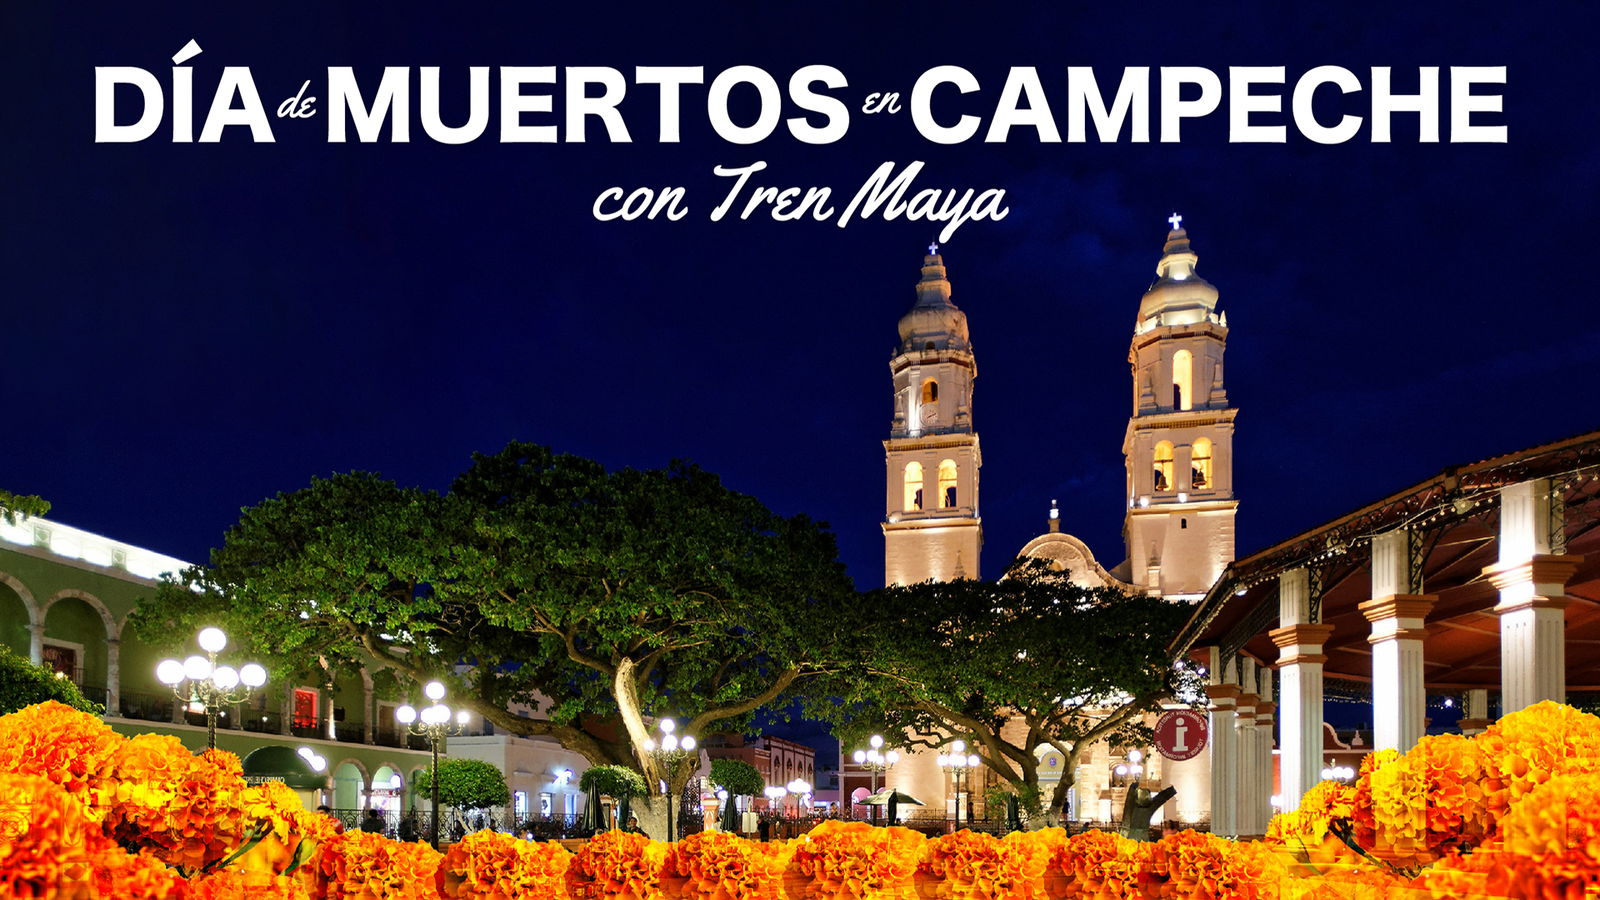 DÍA de MUERTOS en CAMPECHE
con Tren Maya
i